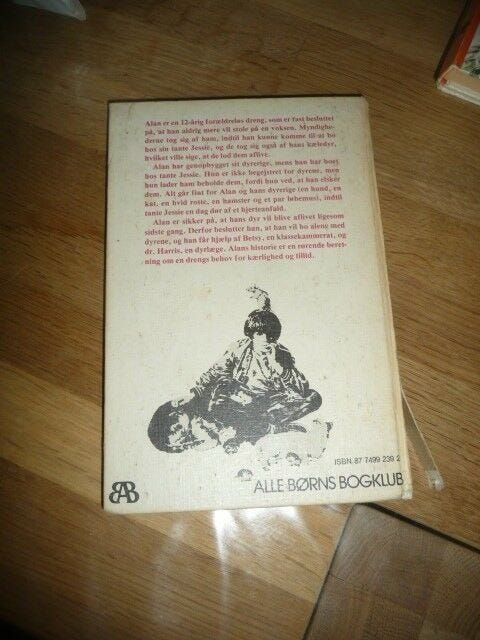 Alan er en 12-årig forældreløs dreng, som er fast besluttet
på, at han aldrig mere vil stole på en voksen. Myndighe-
derne tog sig af ham, indtil han kunne komme til at bo
hos sin tante Jessie, og de tog sig også af hans kæledyr,
hvilket ville sige, at de lod dem aflive.
Alan har genopbygget sit dyrerige, mens han har boet
hos tante Jessie. Hun er ikke begejstret for dyrene, men
hun lader ham beholde dem, fordi hun ved, at han elsker
dem. Alt går fint for Alan og hans dyrerige (en hund, en
kat, en hvid rotte, en hamster og et par hvide mus), indtil
tante Jessie en dag dør af et hjerteanfald.
Alan er sikker på, at hans dyr vil blive aflivet ligesom
sidste gang. Derfor beslutter han, at han vil bo alene med
dyrene, og han får hjælp af Betsy, en klassekammerat, og
dr. Harris, en dyrlæge. Alans historie er en rørende beret-
ning om en drengs behov for kærlighed og tillid.
ISBN 87 7499 239 2
BAB ALLE BØRNS BOGKLUB